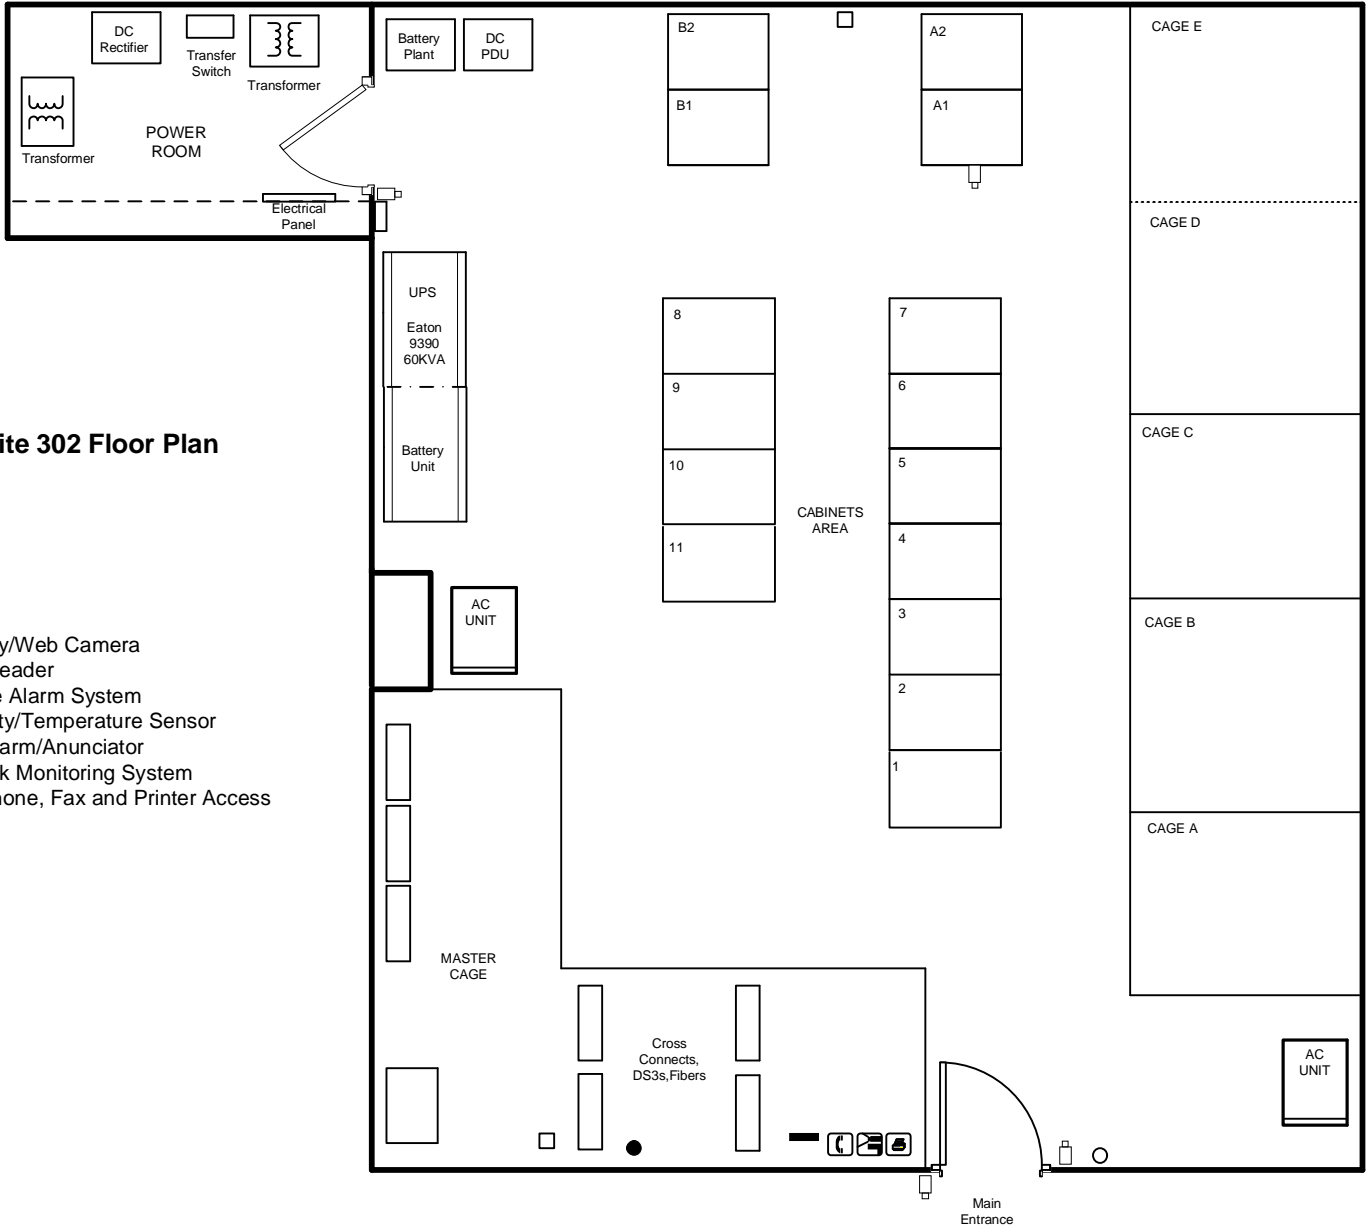 DC
Rectifier
Transfer
Switch
Transformer
Transformer
POWER
ROOM
Electrical
Panel
Battery
Plant
DC
PDU
B2
B1
A2
A1
CAGE E
CAGE D
CAGE C
CAGE B
CAGE A
UPS
Eaton
9390
60KVA
Battery
Unit
8
9
10
11
7
6
5
4
3
2
1
CABINETS
AREA
ite 302 Floor Plan
AC
UNIT
y/Web Camera
eader
e Alarm System
ty/Temperature Sensor
arm/Anunciator
k Monitoring System
one, Fax and Printer Access
MASTER
CAGE
Cross
Connects,
DS3s,Fibers
AC
UNIT
Main
Entrance